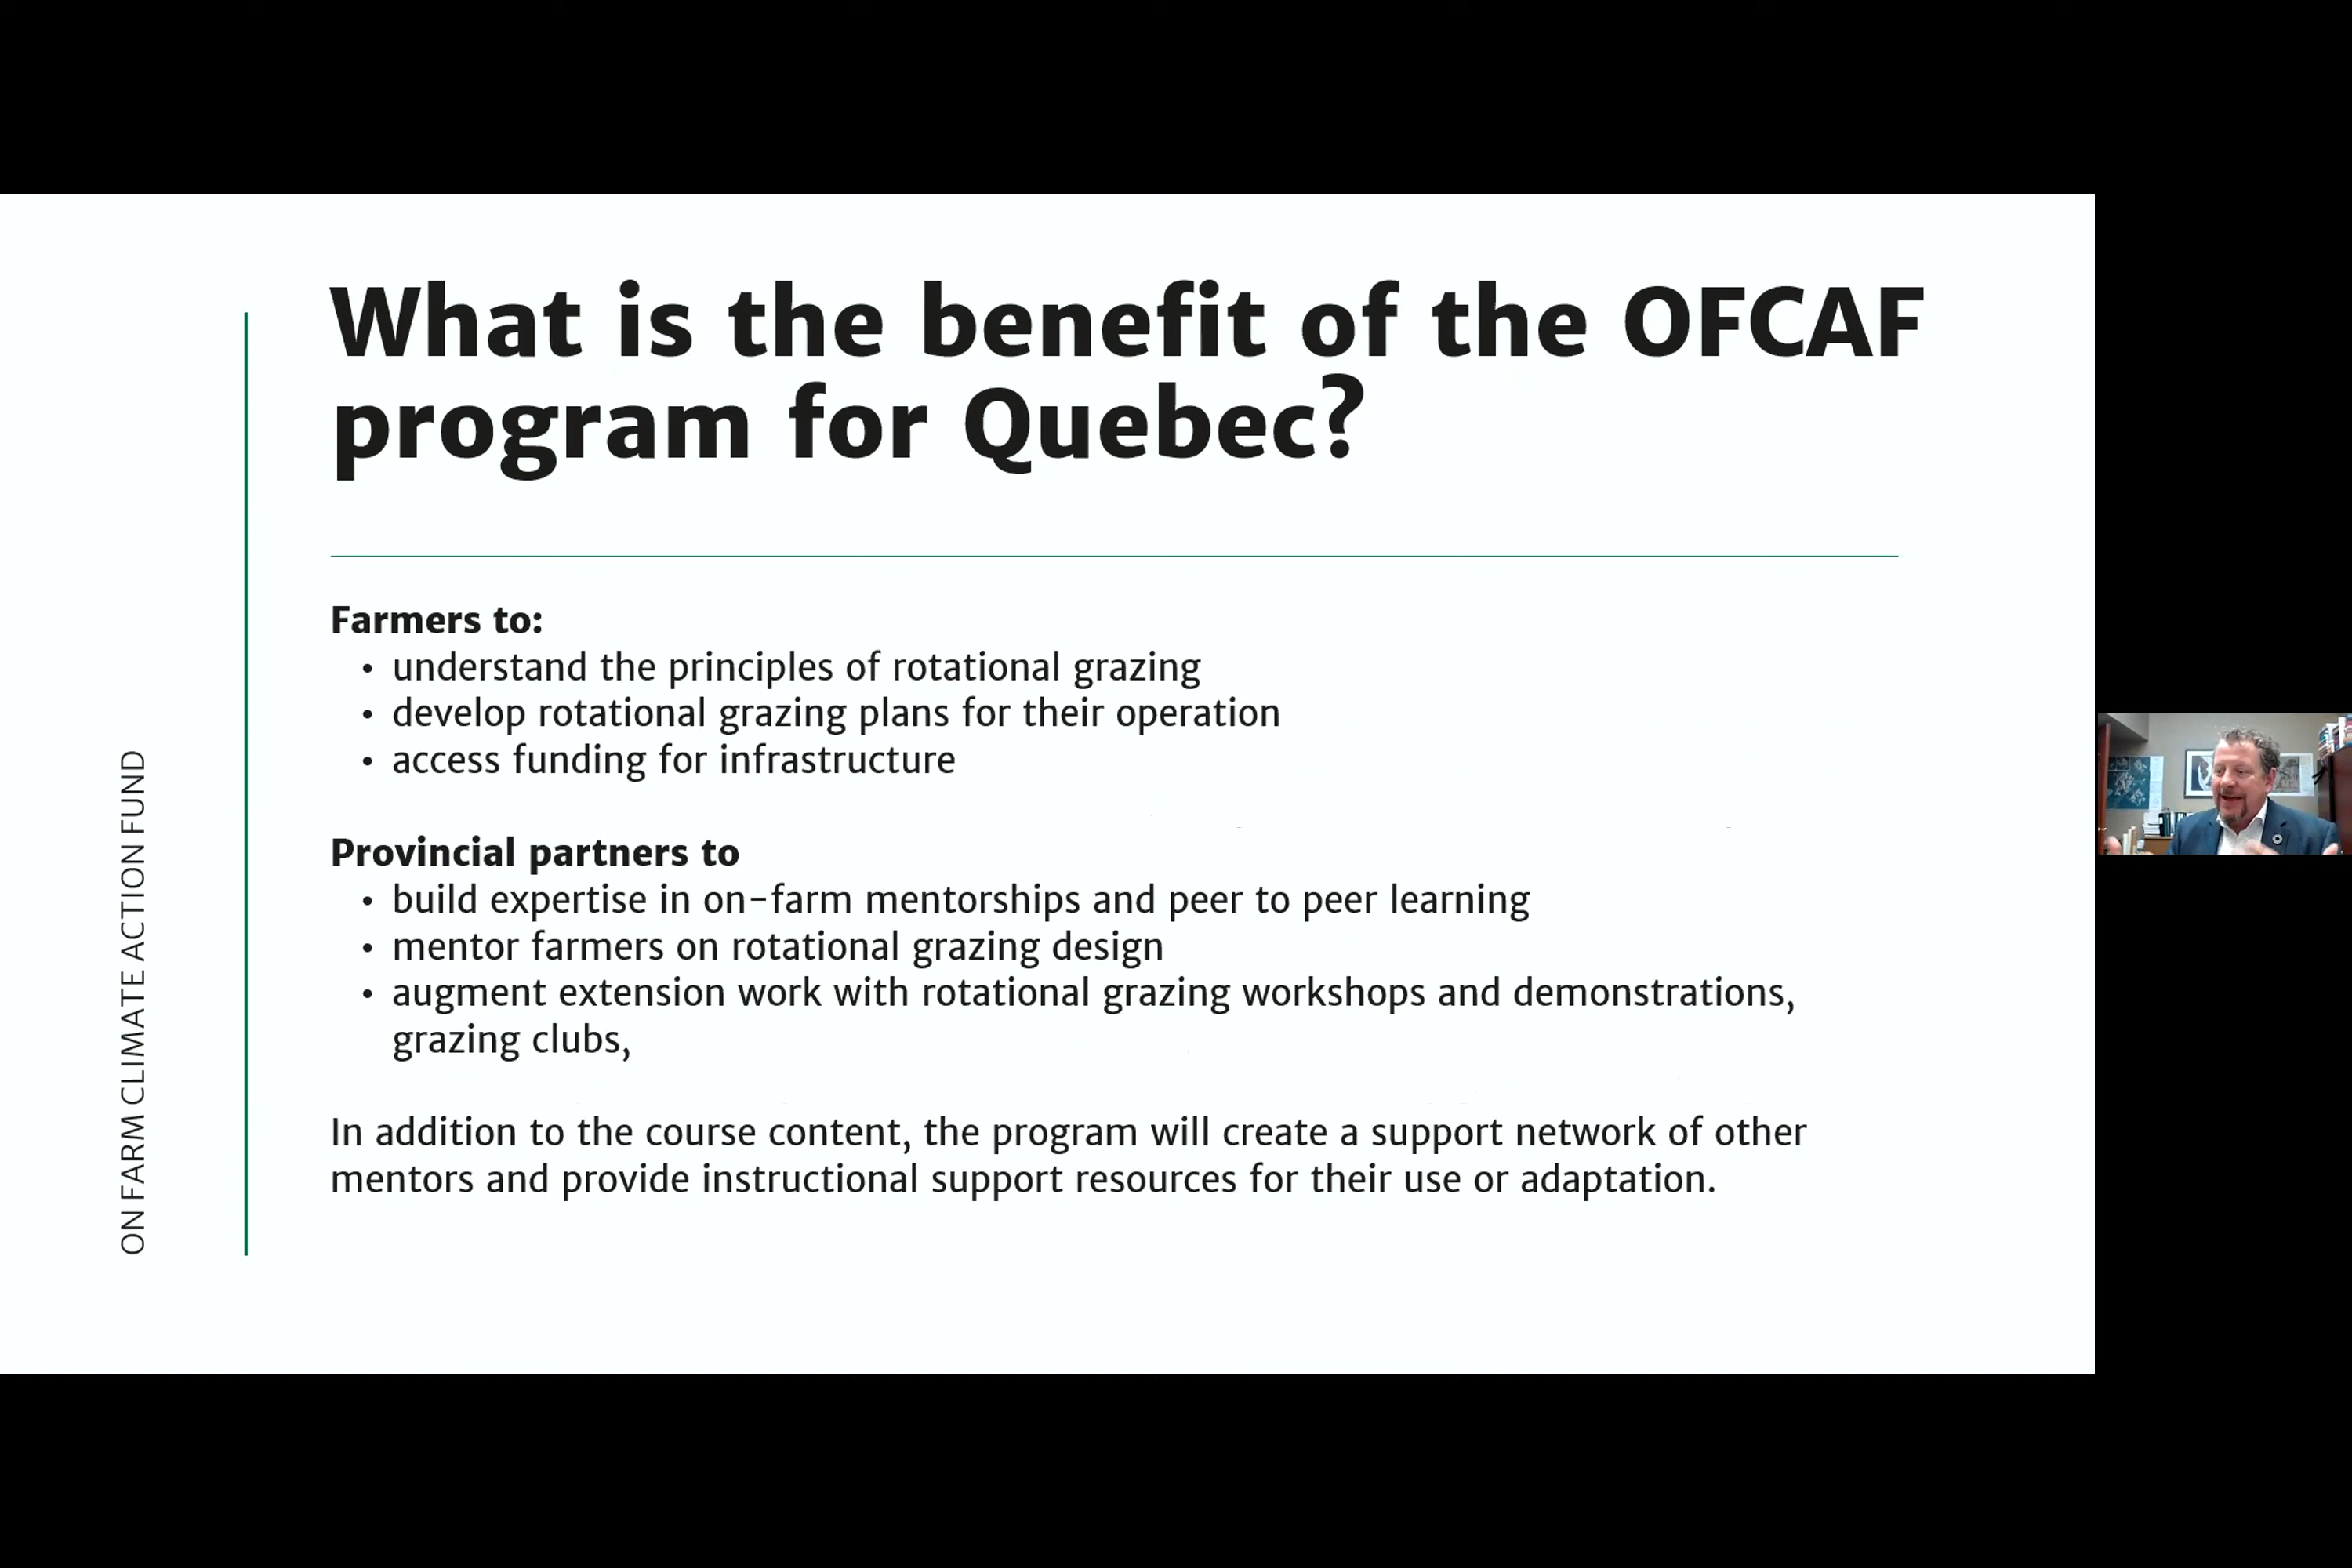 What is the benefit of the OFCAF
program for Quebec?
Farmers to:
• understand the principles of rotational grazing
• develop rotational grazing plans for their operation
• access funding for infrastructure
Provincial partners to
• build expertise in on-farm mentorships and peer to peer learning
• mentor farmers on rotational grazing design
• augment extension work with rotational grazing workshops and demonstrations,
grazing clubs,
In addition to the course content, the program will create a support network of other
mentors and provide instructional support resources for their use or adaptation.
ON FARM CLIMATE ACTION FUND